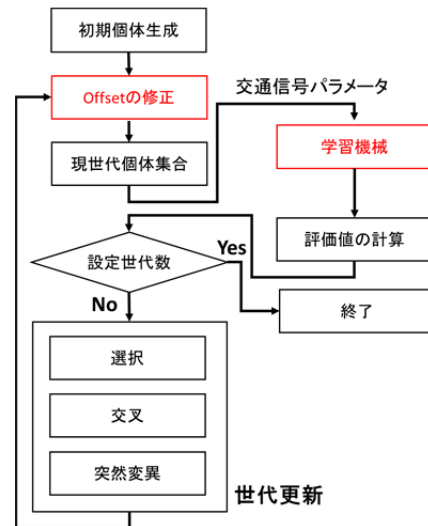 初期個体生成
Offsetの修正
交通信号パラメータ
学習機械
現世代個体集合
評価値の計算
設定世代数
Yes
No
終了
選択
交叉
突然変異
世代更新